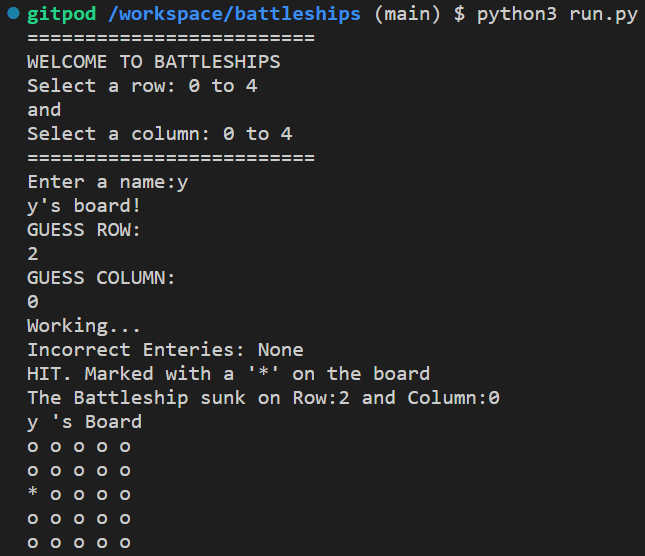 gitpod /workspace/battleships (main) $ python3 run.py
=========================
WELCOME TO BATTLESHIPS
Select a row: 0 to 4
and
Select a column: 0 to 4
=========================
Enter a name:y
y's board!
GUESS ROW:
2
GUESS COLUMN:
0
Working...
Incorrect Enteries: None
HIT. Marked with a '*' on the board
The Battleship sunk on Row:2 and Column:0
y 's Board
o o o o o
o o o o o
* o o o o
o o o o o
o o o o o